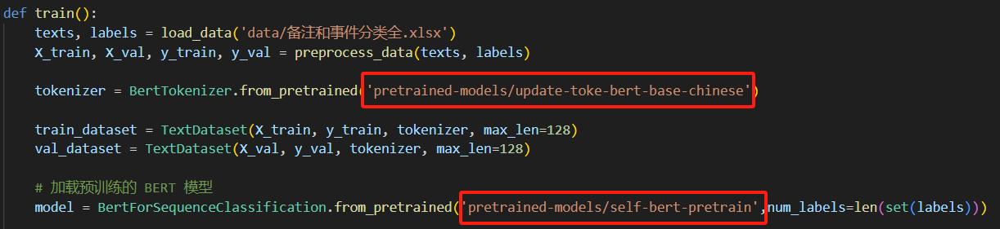 def train():
texts, labels = load_data('data/备注和事件分类全.xlsx')
X_train, X_val, y_train, y_val = preprocess_data(texts, labels)
tokenizer = BertTokenizer.from_pretrained('pretrained-models/update-toke-bert-base-chinese')
train_dataset = TextDataset(X_train, y_train, tokenizer, max_len=128)
val_dataset = TextDataset(X_val, y_val, tokenizer, max_len=128)
# 加载预训练的 BERT 模型
model = BertForSequenceClassification.from_pretrained('pretrained-models/self-bert-pretrain',num_labels=len(set(labels)))